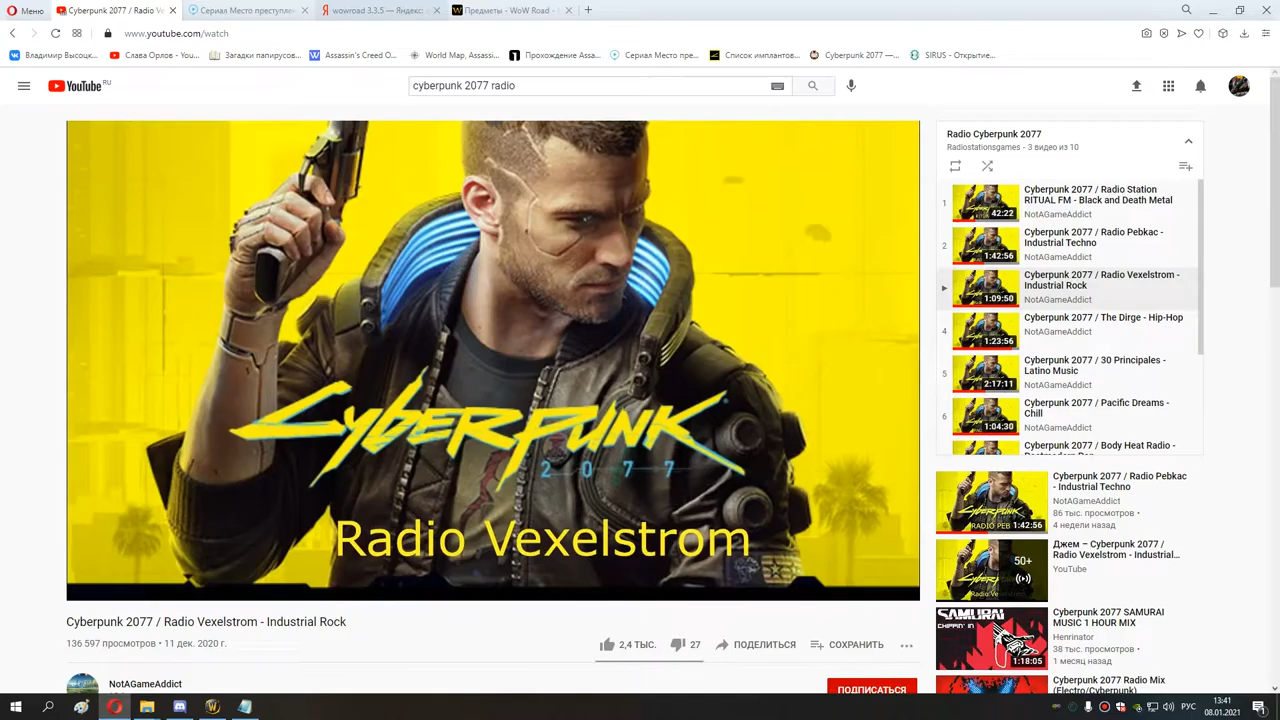 Меню
Cyberpunk 2077 / Radio V
Сериал Место преступлен
wowroad 3.3.5 — Яндекс:
Предметы - WoW Road -
www.youtube.com/watch
Владимир Высоцк...
Слава Орлов - You...
Загадки папирусов...
Assassin's Creed O...
World Map, Assassi...
Прохождение Assa...
Сериал Место пре...
Список имплантов...
Cyberpunk 2077 —...
SIRUS - Открытие...
YouTube RU
cyberpunk 2077 radio
CYBERPUNK
2077
Radio Vexelstrom
Radio Cyberpunk 2077
Radiostationsgames - 3 видео из 10
1
42:22
Cyberpunk 2077 / Radio Station
RITUAL FM - Black and Death Metal
NotAGameAddict
2
1:42:56
Cyberpunk 2077 / Radio Pebkac -
Industrial Techno
NotAGameAddict
1:09:50
Cyberpunk 2077 / Radio Vexelstrom -
Industrial Rock
NotAGameAddict
4
1:23:56
Cyberpunk 2077 / The Dirge - Hip-Hop
NotAGameAddict
5
2:17:11
Cyberpunk 2077 / 30 Principales -
Latino Music
NotAGameAddict
6
1:04:30
Cyberpunk 2077 / Pacific Dreams -
Chill
NotAGameAddict
Cyberpunk 2077 / Body Heat Radio -
CYBERPUNK
RADIO PEB
1:42:56
Cyberpunk 2077 / Radio Pebkac
- Industrial Techno
NotAGameAddict
86 тыс. просмотров •
4 недели назад
50+
Джем – Cyberpunk 2077 /
Radio Vexelstrom - Industrial...
YouTube
SAMURAI
CHIPPIN' IN
1:18:05
Cyberpunk 2077 SAMURAI
MUSIC 1 HOUR MIX
Henrinator
38 тыс. просмотров •
1 месяц назад
Cyberpunk 2077 Radio Mix
(Electro/Cyberpunk)
Cyberpunk 2077 / Radio Vexelstrom - Industrial Rock
136 597 просмотров • 11 дек. 2020 г.
2,4 ТЫС.
27
ПОДЕЛИТЬСЯ
СОХРАНИТЬ
NotAGameAddict
ПОДПИСАТЬСЯ
РУС
13:41
08.01.2021
1